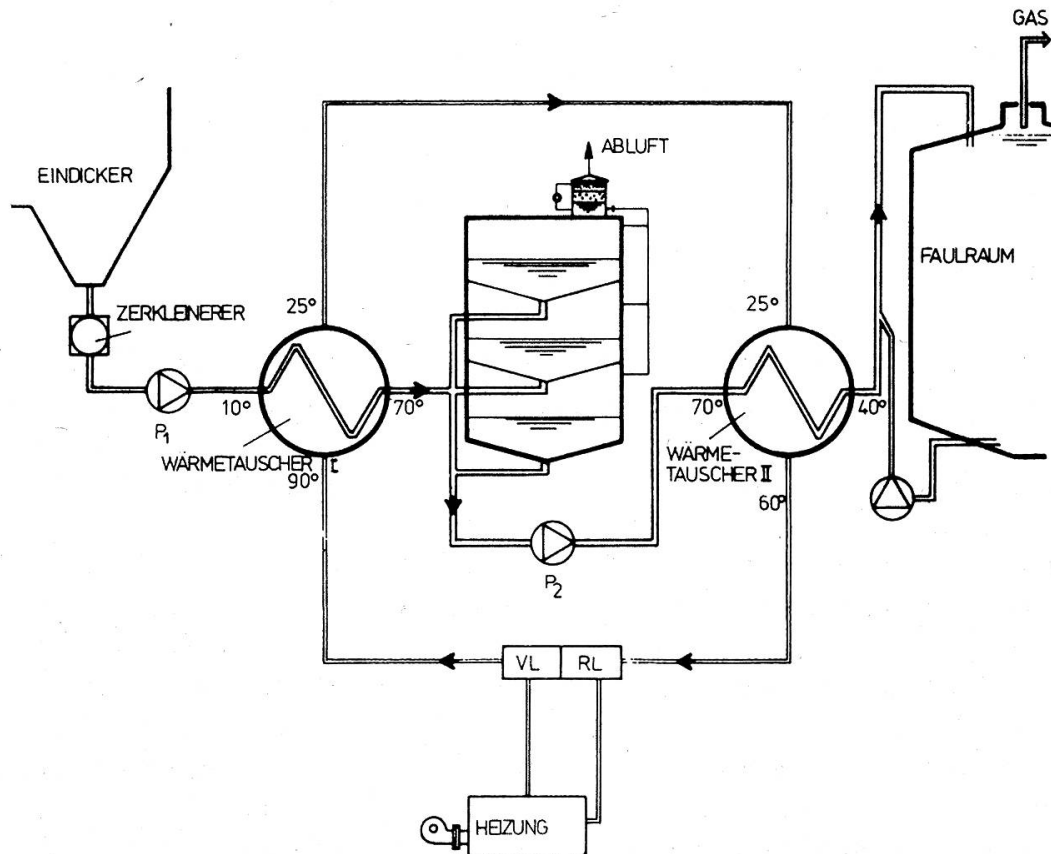 GAS
ABLUFT
EINDICKER
FAULRAUM
25°
25°
ZERKLEINERER
10°
70°
70°
40°
P1
WÄRMETAUSCHER I
WÄRME-
TAUSCHER II
90°
60°
P2
VL
RL
HEIZUNG